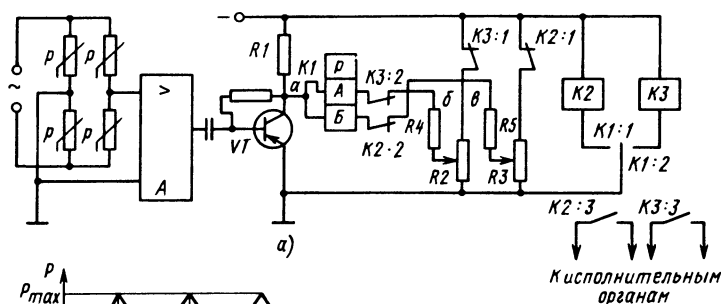 −
P
P
R1
K3:1
K2:1
~
>
а
K1
P
А
Б
K3:2
б
в
K2
K3
P
P
R4
R5
K1:1
VT
K2·2
R2
R3
K1:2
А
K2:3
K3:3
а)
P
Pmax
К исполнительным
органам